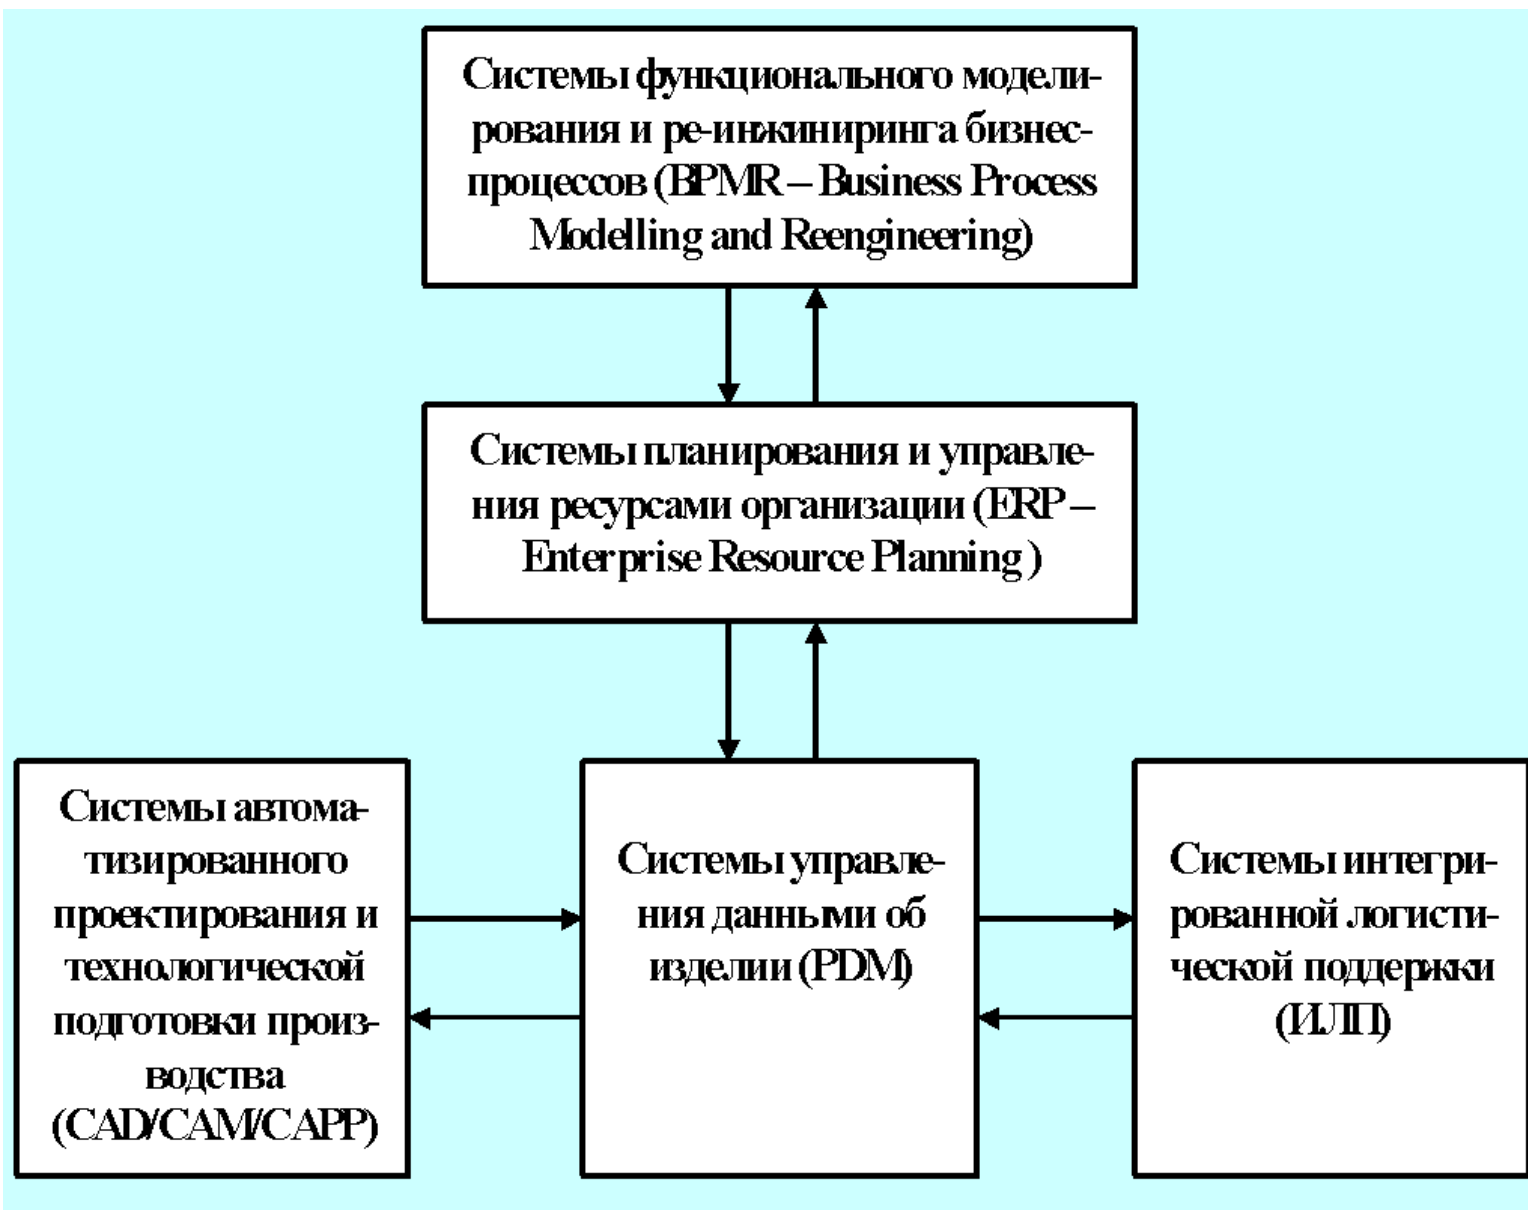 Системы функционального модели-
рования и ре-инжиниринга бизнес-
процессов (BPMR – Business Process
Modelling and Reengineering)
Системы планирования и управле-
ния ресурсами организации (ERP –
Enterprise Resource Planning )
Системы автома-
тизированного
проектирования и
технологической
подготовки произ-
водства
(CAD/CAM/CAPP)
Системы управле-
ния данными об
изделии (PDM)
Системы интегри-
рованной логисти-
ческой поддержки
(ИЛП)